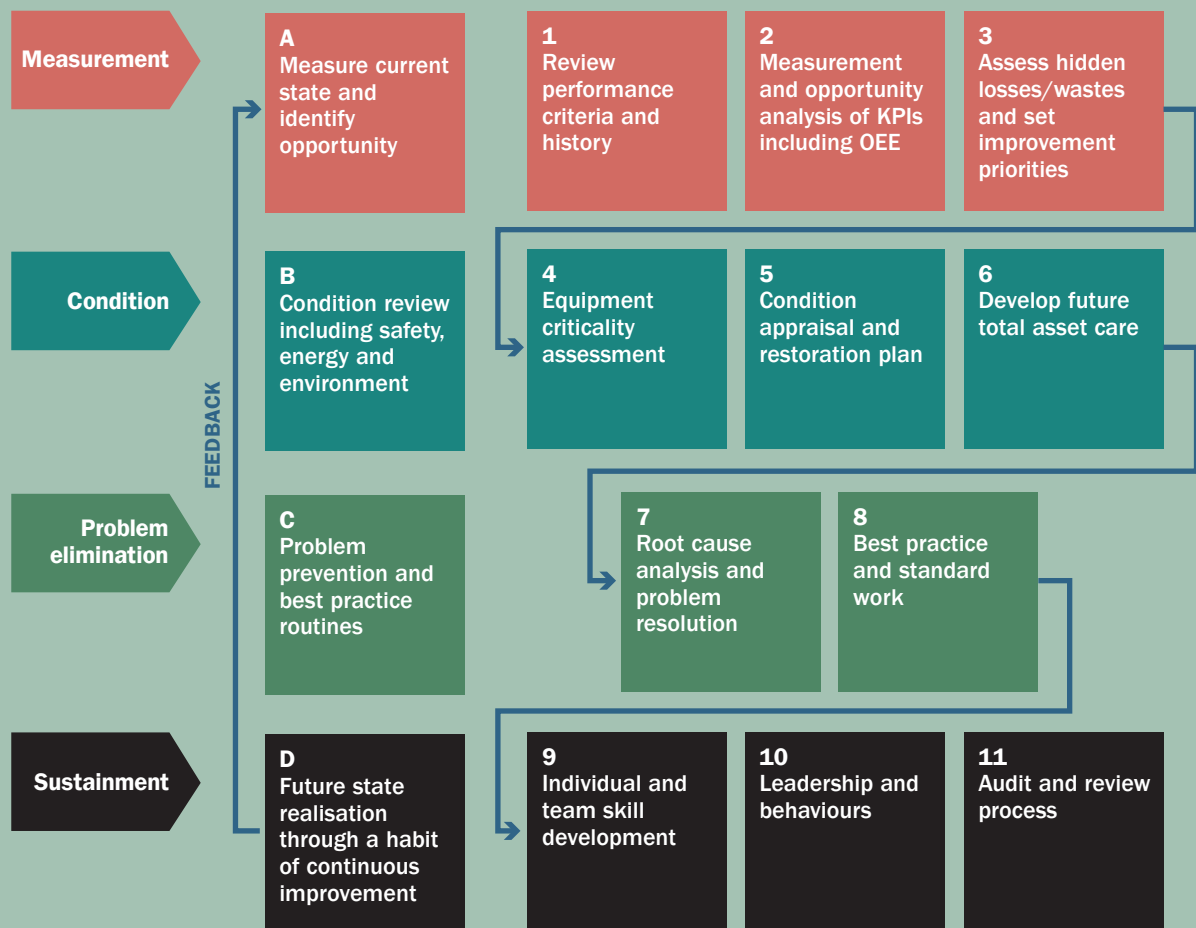 Measurement
A
Measure current
state and
identify
opportunity
1
Review
performance
criteria and
history
2
Measurement
and opportunity
analysis of KPIs
including OEE
3
Assess hidden
losses/wastes
and set
improvement
priorities
FEEDBACK
Condition
B
Condition review
including safety,
energy and
environment
4
Equipment
criticality
assessment
5
Condition
appraisal and
restoration plan
6
Develop future
total asset care
Problem
elimination
C
Problem
prevention and
best practice
routines
7
Root cause
analysis and
problem
resolution
8
Best practice
and standard
work
Sustainment
D
Future state
realisation
through a habit
of continuous
improvement
9
Individual and
team skill
development
10
Leadership and
behaviours
11
Audit and review
process